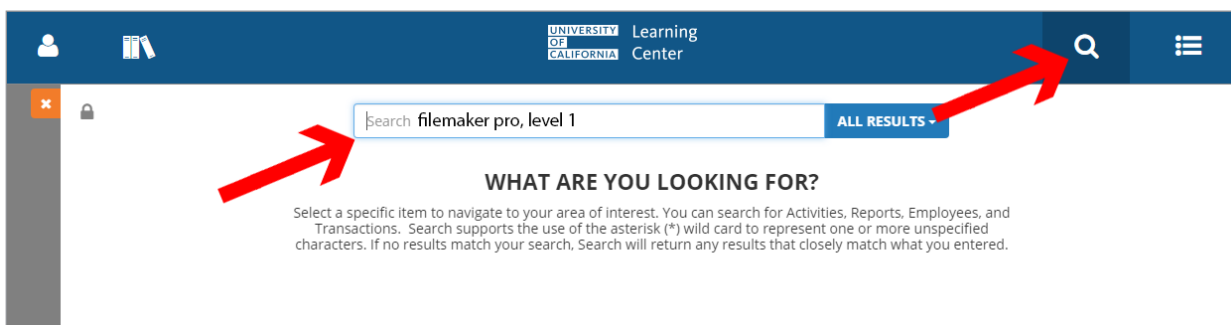 UNIVERSITY OF CALIFORNIA Learning Center
Search filemaker pro, level 1
ALL RESULTS
WHAT ARE YOU LOOKING FOR?
Select a specific item to navigate to your area of interest. You can search for Activities, Reports, Employees, and
Transactions. Search supports the use of the asterisk (*) wild card to represent one or more unspecified
characters. If no results match your search, Search will return any results that closely match what you entered.